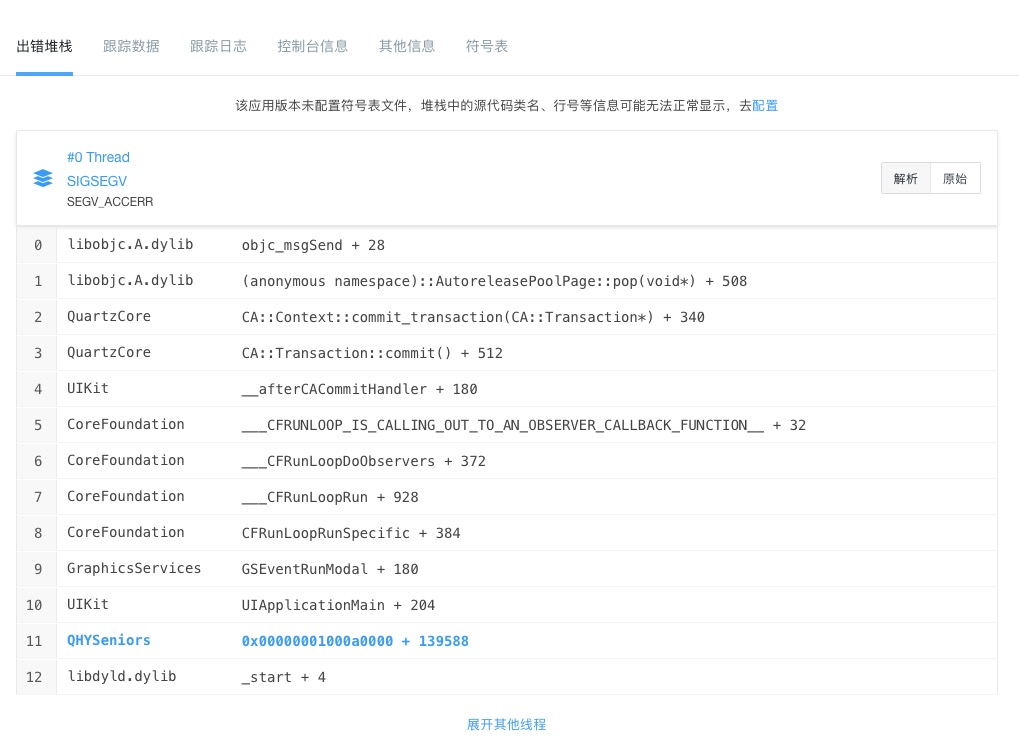 出错堆栈 跟踪数据 跟踪日志 控制台信息 其他信息 符号表
该应用版本未配置符号表文件，堆栈中的源代码类名、行号等信息可能无法正常显示，去配置
#0 Thread
SIGSEGV
SEGV_ACCERR
解析 原始
0 libobjc.A.dylib objc_msgSend + 28
1 libobjc.A.dylib (anonymous namespace)::AutoreleasePoolPage::pop(void*) + 508
2 QuartzCore CA::Context::commit_transaction(CA::Transaction*) + 340
3 QuartzCore CA::Transaction::commit() + 512
4 UIKit __afterCACommitHandler + 180
5 CoreFoundation ___CFRUNLOOP_IS_CALLING_OUT_TO_AN_OBSERVER_CALLBACK_FUNCTION__ + 32
6 CoreFoundation ___CFRunLoopDoObservers + 372
7 CoreFoundation ___CFRunLoopRun + 928
8 CoreFoundation CFRunLoopRunSpecific + 384
9 GraphicsServices GSEventRunModal + 180
10 UIKit UIApplicationMain + 204
11 QHYSeniors 0x00000001000a0000 + 139588
12 libdyld.dylib _start + 4
展开其他线程